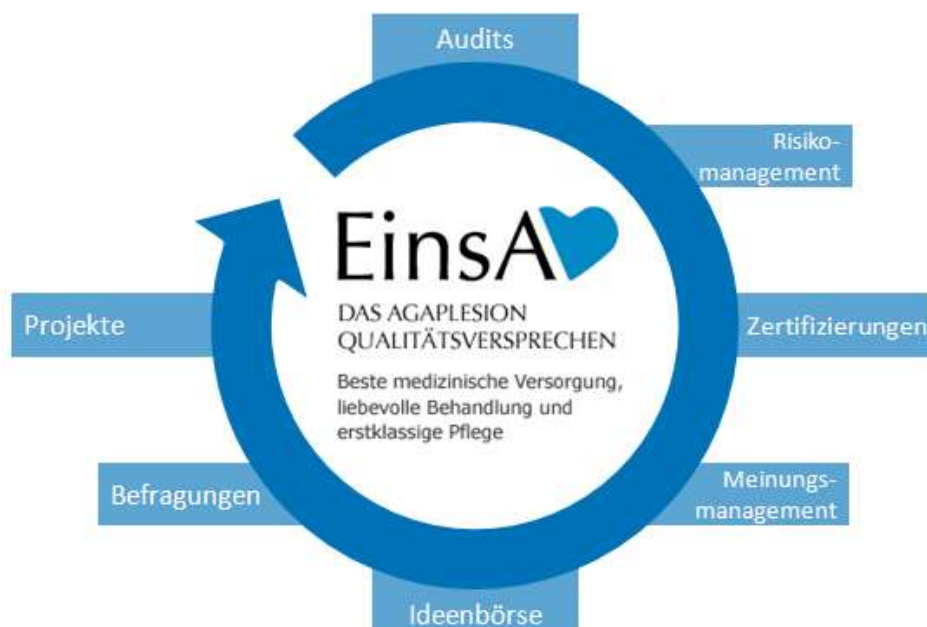 Audits
Risiko-
management
Zertifizierungen
Meinungs-
management
Ideenbörse
Befragungen
Projekte
EinsA
DAS AGAPLESION
QUALITÄTSVERSPRECHEN
Beste medizinische Versorgung,
liebevolle Behandlung und
erstklassige Pflege